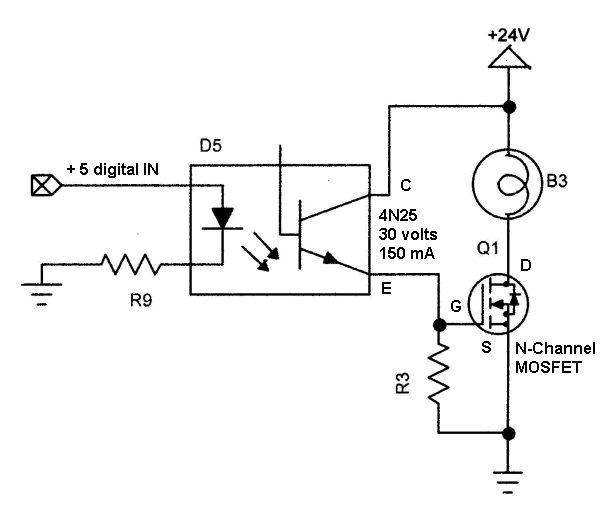 +24V
D5
+ 5 digital IN
C
B3
4N25
30 volts
150 mA
Q1
D
E
R9
G
S
N-Channel
MOSFET
R3